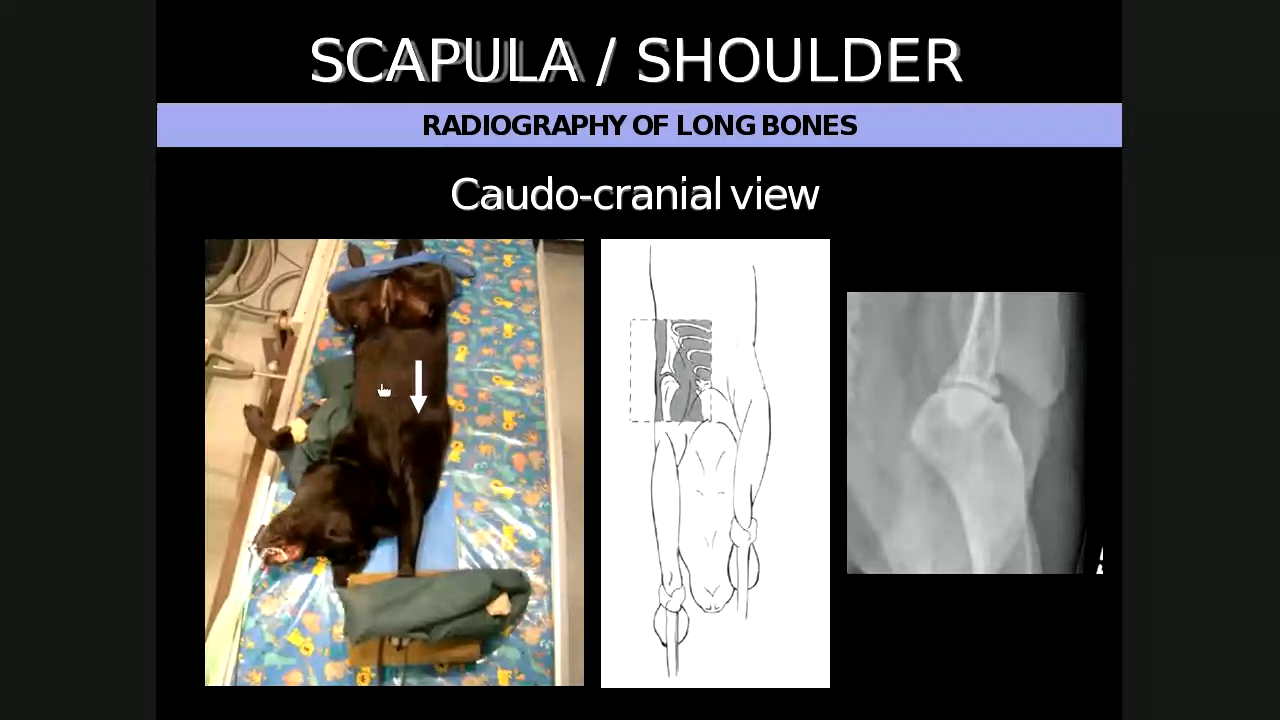 SCAPULA / SHOULDER
RADIOGRAPHY OF LONG BONES
Caudo-cranial view